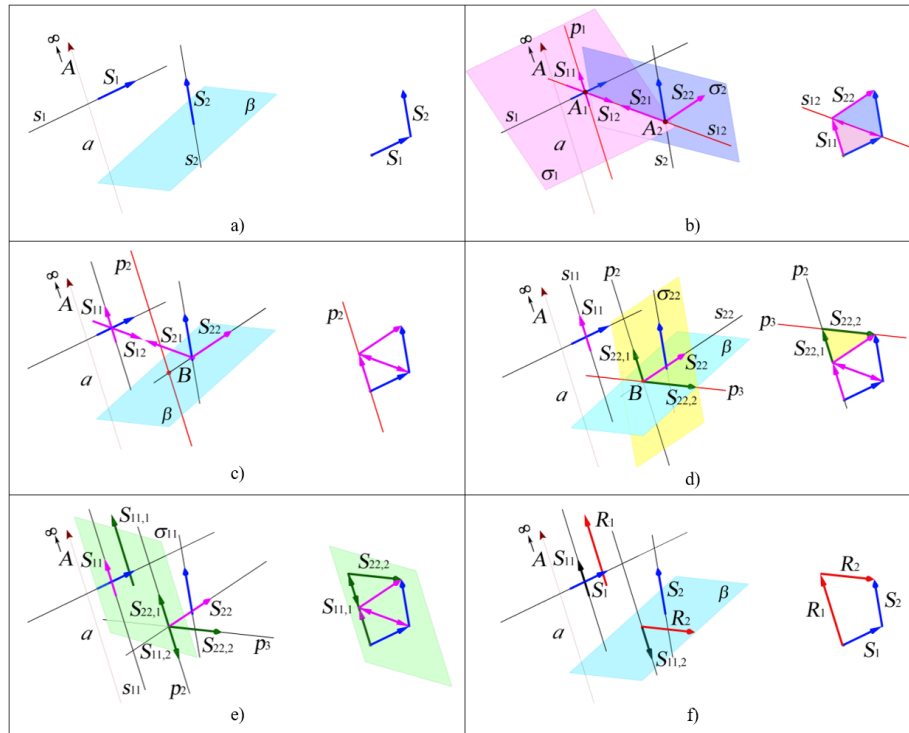 ∞
A
S1
s1
a
S2
β
s2
S2
S1
a)
∞
A
p1
S11
s1
A1
S12
S21
S22
σ2
a
A2
s12
σ1
s2
s12
S22
S11
b)
∞
A
p2
S11
S12
S21
S22
a
B
β
p2
c)
∞
A
s11
p2
σ22
S11
s22
S22,1
S22
β
a
B
S22,2
p3
p2
S22,2
p3
S22,1
d)
∞
A
S11,1
σ11
S11
S22,1
S22
a
S11,2
S22,2
p3
s11
p2
S22,2
S11,1
e)
∞
A
S11
R1
S1
S2
β
a
R2
S11,2
R2
R1
S2
S1
f)